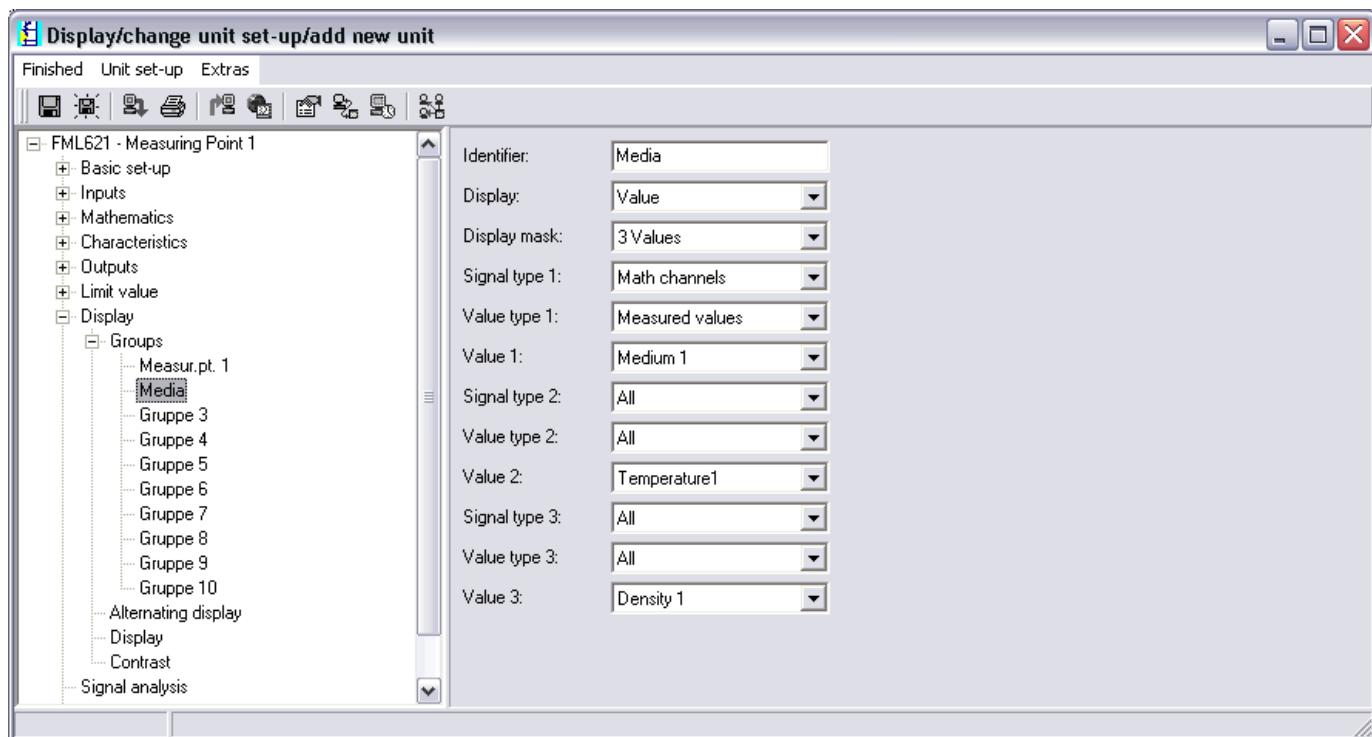 Display/change unit set-up/add new unit
Finished Unit set-up Extras
FML621 - Measuring Point 1
Basic set-up
Inputs
Mathematics
Characteristics
Outputs
Limit value
Display
Groups
Measur.pt. 1
Media
Gruppe 3
Gruppe 4
Gruppe 5
Gruppe 6
Gruppe 7
Gruppe 8
Gruppe 9
Gruppe 10
Alternating display
Display
Contrast
Signal analysis
Identifier: Media
Display: Value
Display mask: 3 Values
Signal type 1: Math channels
Value type 1: Measured values
Value 1: Medium 1
Signal type 2: All
Value type 2: All
Value 2: Temperature1
Signal type 3: All
Value type 3: All
Value 3: Density 1